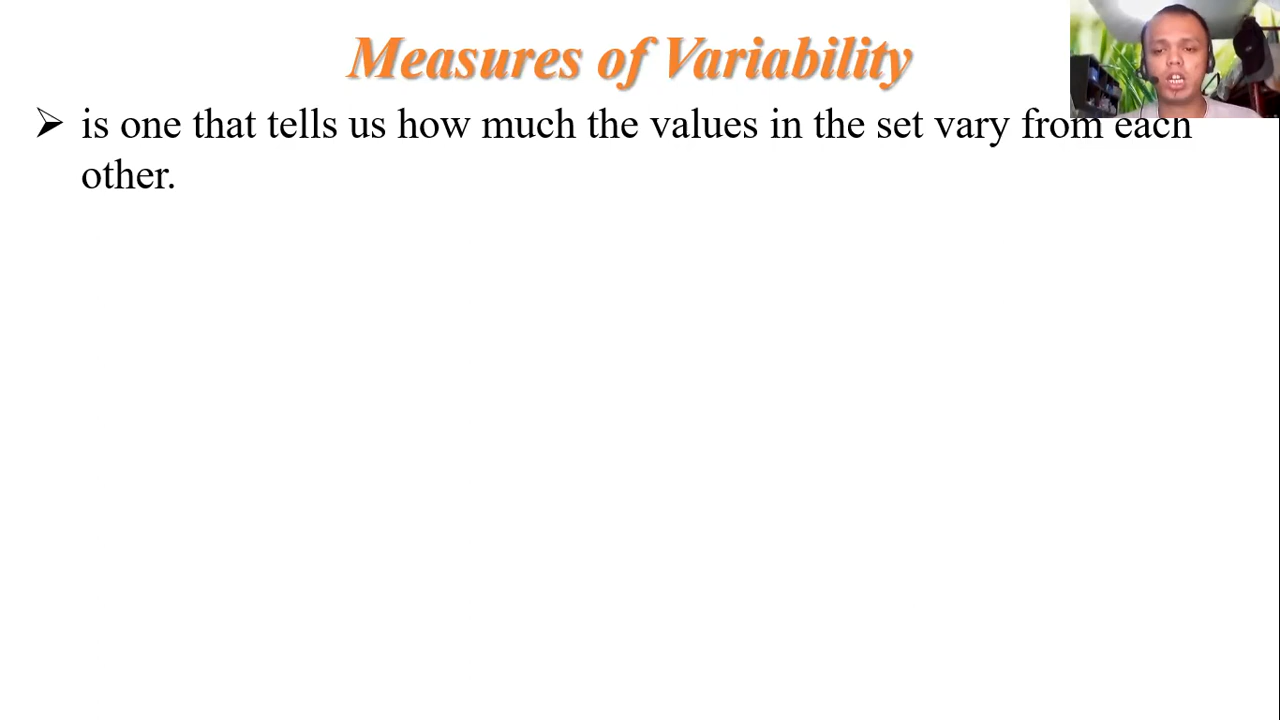 Measures of Variability
➢ is one that tells us how much the values in the set vary from each
other.